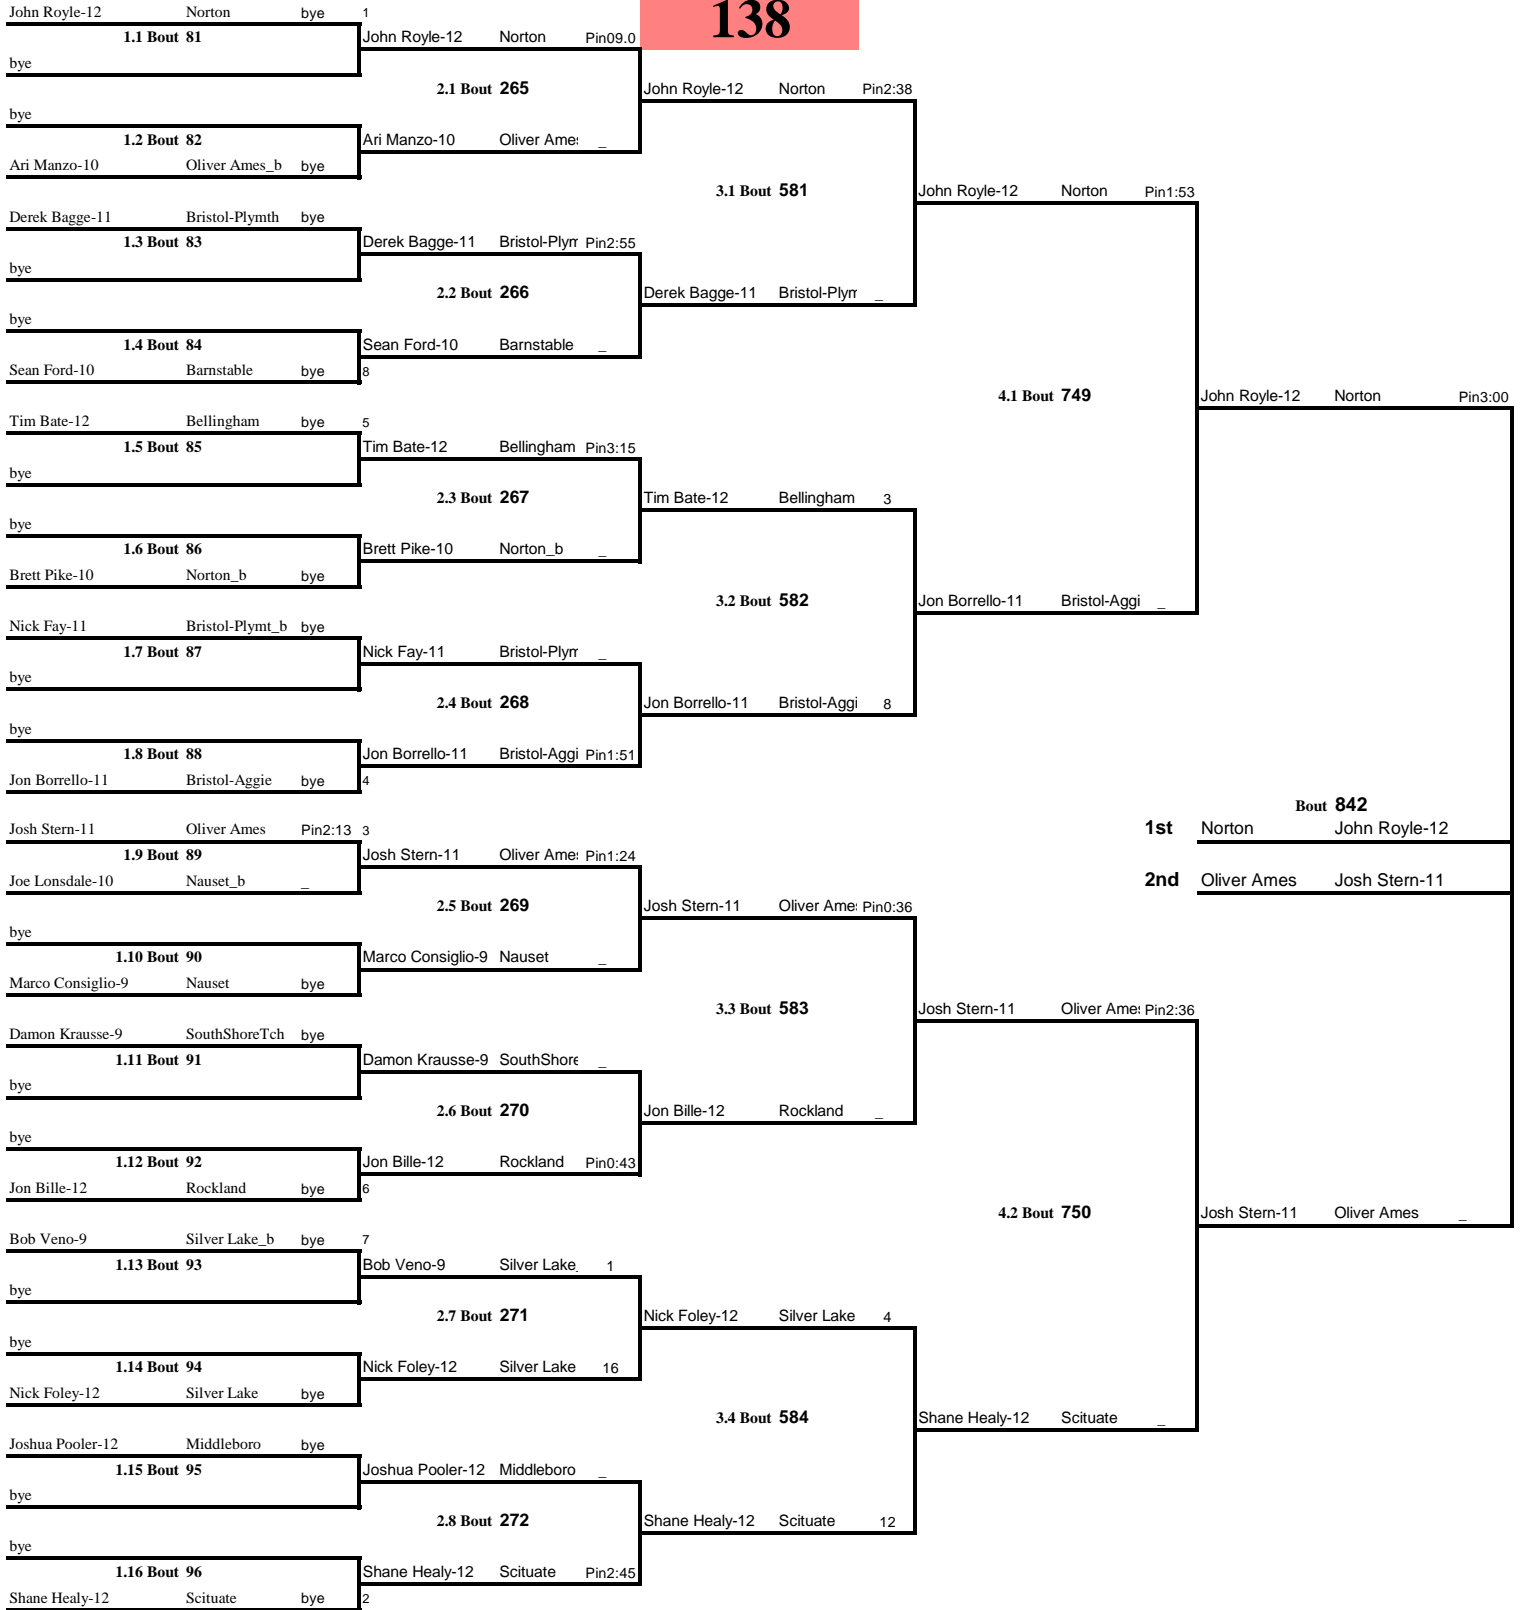 John Royle-12 Norton bye 1
138
1.1 Bout 81
John Royle-12 Norton Pin09.0
bye
2.1 Bout 265
John Royle-12 Norton Pin2:38
bye
1.2 Bout 82
Ari Manzo-10 Oliver Ame _
Ari Manzo-10 Oliver Ames_b bye
3.1 Bout 581
John Royle-12 Norton Pin1:53
Derek Bagge-11 Bristol-Plymth bye
1.3 Bout 83
Derek Bagge-11 Bristol-Plym Pin2:55
bye
2.2 Bout 266
Derek Bagge-11 Bristol-Plym _
bye
1.4 Bout 84
Sean Ford-10 Barnstable _
Sean Ford-10 Barnstable bye 8
4.1 Bout 749
John Royle-12 Norton Pin3:00
Tim Bate-12 Bellingham bye 5
1.5 Bout 85
Tim Bate-12 Bellingham Pin3:15
bye
2.3 Bout 267
Tim Bate-12 Bellingham 3
bye
1.6 Bout 86
Brett Pike-10 Norton_b _
Brett Pike-10 Norton_b bye
3.2 Bout 582
Jon Borrello-11 Bristol-Aggi _
Nick Fay-11 Bristol-Plymt_b bye
1.7 Bout 87
Nick Fay-11 Bristol-Plym _
bye
2.4 Bout 268
Jon Borrello-11 Bristol-Aggi 8
bye
1.8 Bout 88
Jon Borrello-11 Bristol-Aggi Pin1:51
Jon Borrello-11 Bristol-Aggie bye 4
Bout 842
Josh Stern-11 Oliver Ames Pin2:13 3
1st Norton John Royle-12
1.9 Bout 89
Josh Stern-11 Oliver Ame Pin1:24
Joe Lonsdale-10 Nauset_b _
2nd Oliver Ames Josh Stern-11
2.5 Bout 269
Josh Stern-11 Oliver Ame Pin0:36
bye
1.10 Bout 90
Marco Consiglio-9 Nauset _
Marco Consiglio-9 Nauset bye
3.3 Bout 583
Josh Stern-11 Oliver Ame Pin2:36
Damon Krausse-9 SouthShoreTch bye
1.11 Bout 91
Damon Krausse-9 SouthShore _
bye
2.6 Bout 270
Jon Bille-12 Rockland _
bye
1.12 Bout 92
Jon Bille-12 Rockland Pin0:43
Jon Bille-12 Rockland bye 6
4.2 Bout 750
Josh Stern-11 Oliver Ames _
Bob Veno-9 Silver Lake_b bye 7
1.13 Bout 93
Bob Veno-9 Silver Lake_ 1
bye
2.7 Bout 271
Nick Foley-12 Silver Lake 4
bye
1.14 Bout 94
Nick Foley-12 Silver Lake 16
Nick Foley-12 Silver Lake bye
3.4 Bout 584
Shane Healy-12 Scituate _
Joshua Pooler-12 Middleboro bye
1.15 Bout 95
Joshua Pooler-12 Middleboro _
bye
2.8 Bout 272
Shane Healy-12 Scituate 12
bye
1.16 Bout 96
Shane Healy-12 Scituate Pin2:45
Shane Healy-12 Scituate bye 2